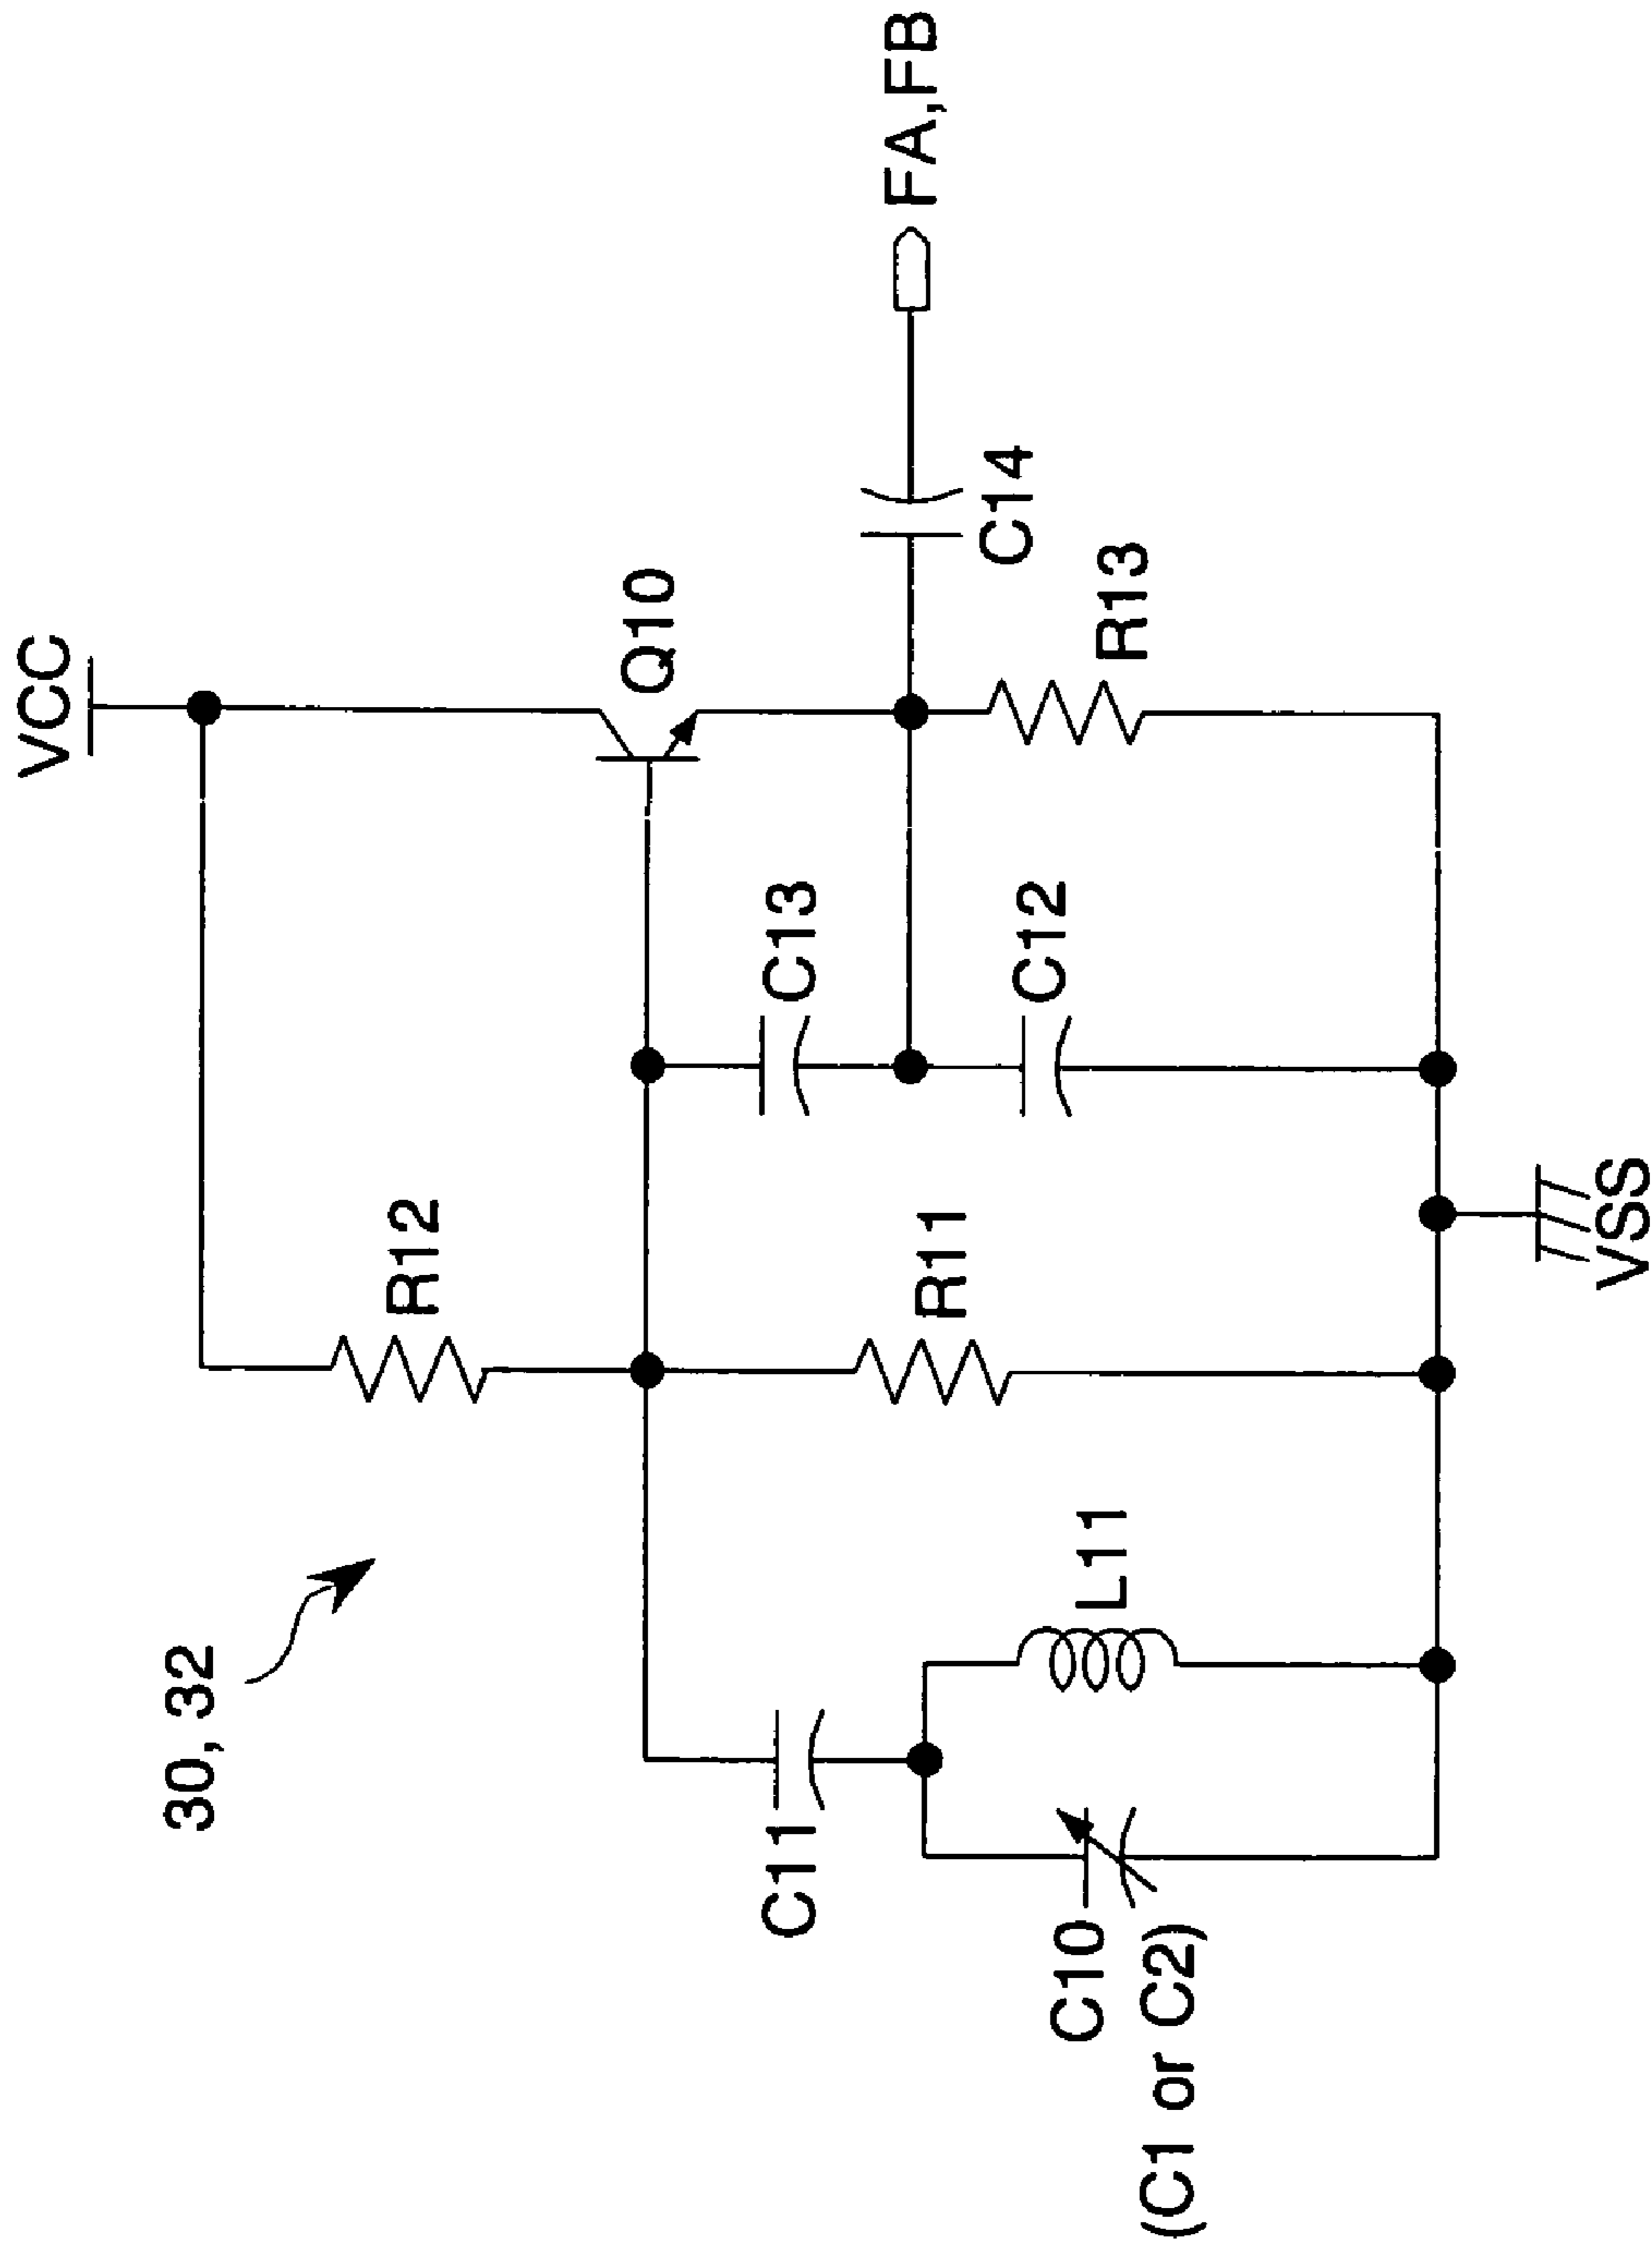 30, 32
VCC
R12
Q10
C13
C11
FA,FB
R11
C12
C14
L11
R13
C10
(C1 or C2)
VSS